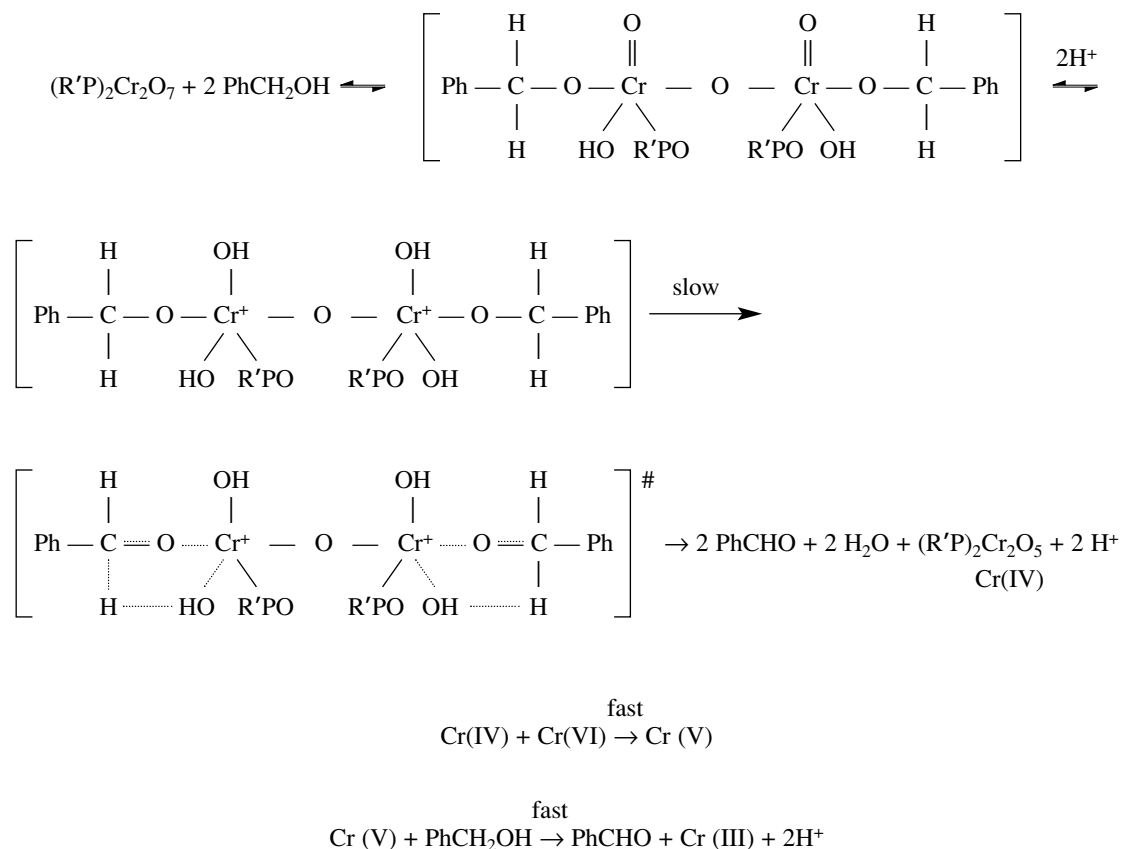 H H
O O
(R′P)₂Cr₂O₇ + 2 PhCH₂OH ⇌ [ Ph — C — O — Cr — O — Cr — O — C — Ph ] 2H⁺ ⇌
H HO R′PO R′PO OH H
H OH OH H
[ Ph — C — O — Cr⁺ — O — Cr⁺ — O — C — Ph ] slow
H HO R′PO R′PO OH H
H OH OH H #
[ Ph — C = O ···· Cr⁺ — O — Cr⁺ ···· O = C — Ph ] → 2 PhCHO + 2 H₂O + (R′P)₂Cr₂O₅ + 2 H⁺
Cr(IV)
H ···· HO R′PO R′PO OH ···· H
fast
Cr(IV) + Cr(VI) → Cr (V)
fast
Cr (V) + PhCH₂OH → PhCHO + Cr (III) + 2H⁺